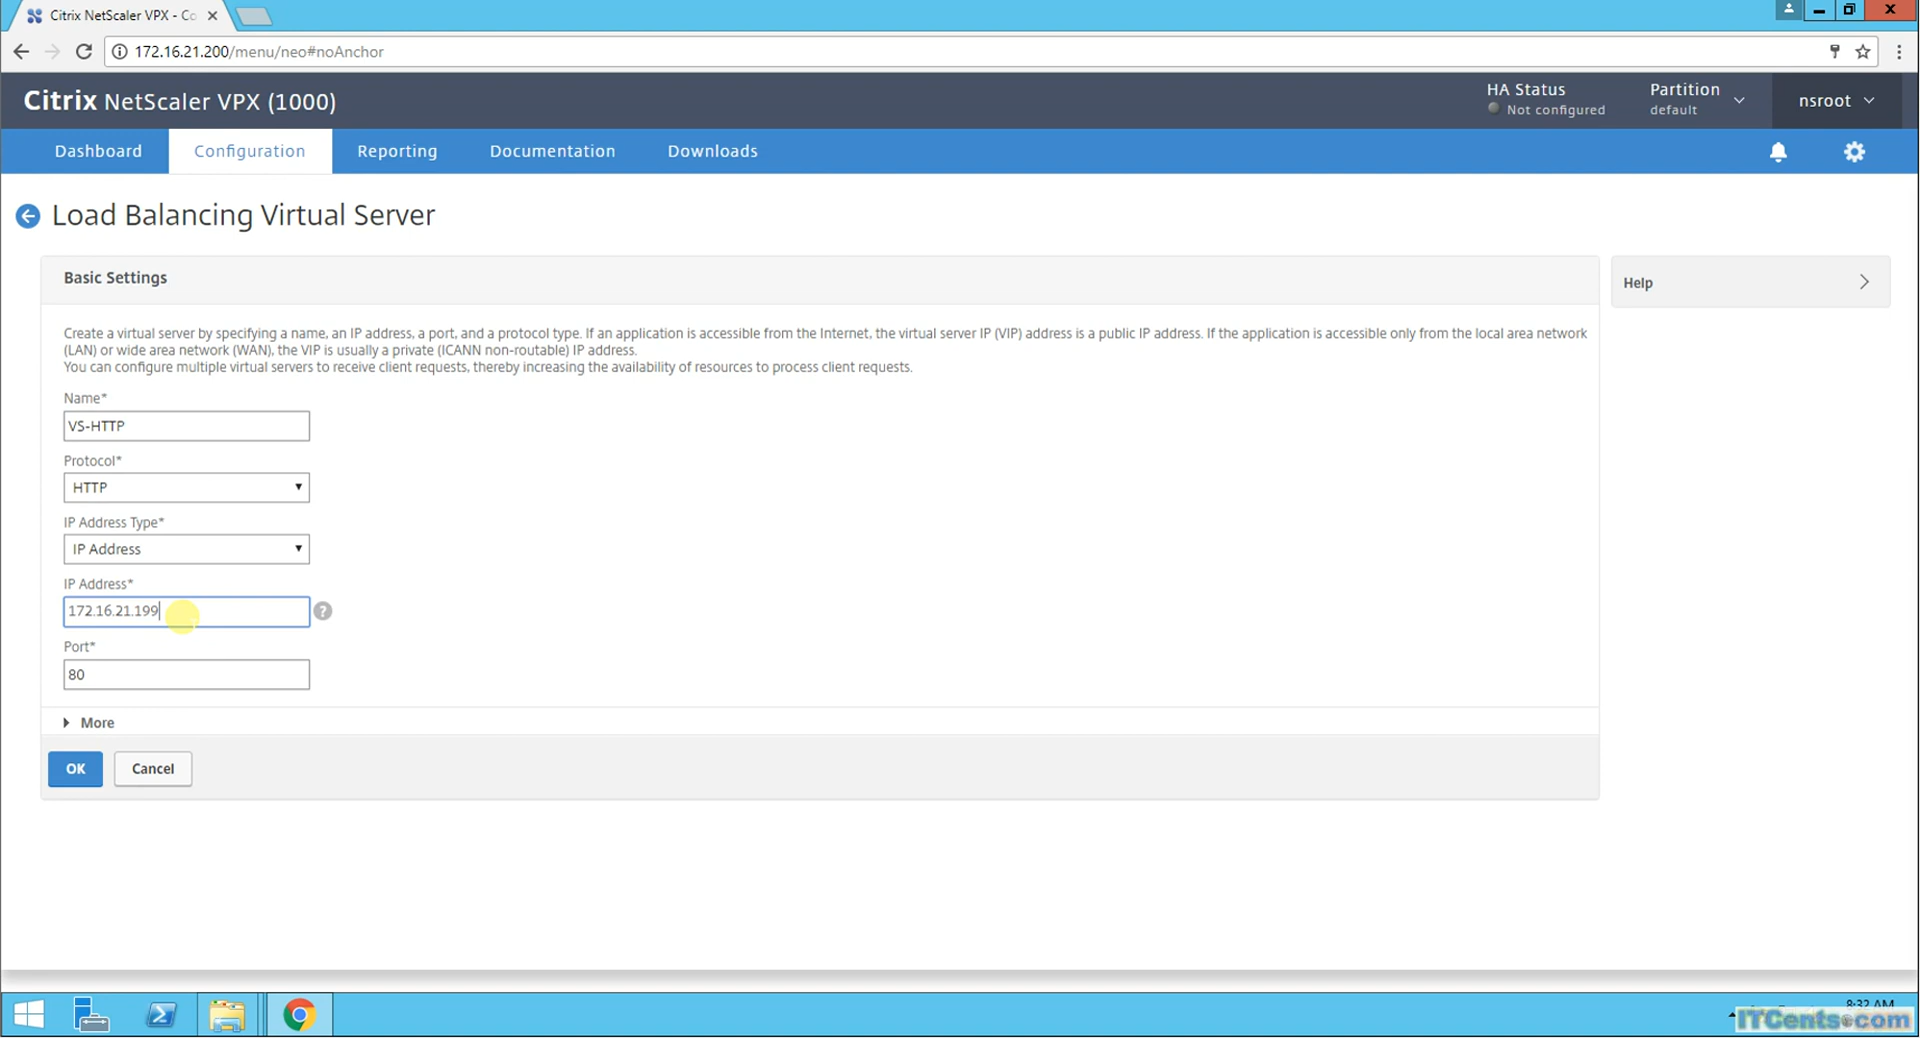 Citrix NetScaler VPX - Co
172.16.21.200/menu/neo#noAnchor
Citrix NetScaler VPX (1000)
HA Status
Not configured
Partition
default
nsroot
Dashboard
Configuration
Reporting
Documentation
Downloads
Load Balancing Virtual Server
Basic Settings
Help
Create a virtual server by specifying a name, an IP address, a port, and a protocol type. If an application is accessible from the Internet, the virtual server IP (VIP) address is a public IP address. If the application is accessible only from the local area network
(LAN) or wide area network (WAN), the VIP is usually a private (ICANN non-routable) IP address.
You can configure multiple virtual servers to receive client requests, thereby increasing the availability of resources to process client requests.
Name*
VS-HTTP
Protocol*
HTTP
IP Address Type*
IP Address
IP Address*
172.16.21.199
?
Port*
80
More
OK
Cancel
8:32 AM
ITCents.com